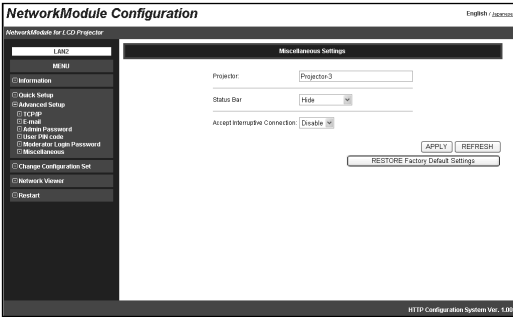 NetworkModule Configuration
English / Japanese
NetworkModule for LCD Projector
LAN2
MENU
Information
Quick Setup
Advanced Setup
TCP/IP
E-mail
Admin Password
User PIN code
Moderator Login Password
Miscellaneous
Change Configuration Set
Network Viewer
Restart
Miscellaneous Settings
Projector: Projector-3
Status Bar Hide
Accept Interruptive Connection: Disable
APPLY REFRESH
RESTORE Factory Default Settings
HTTP Configuration System Ver. 1.00